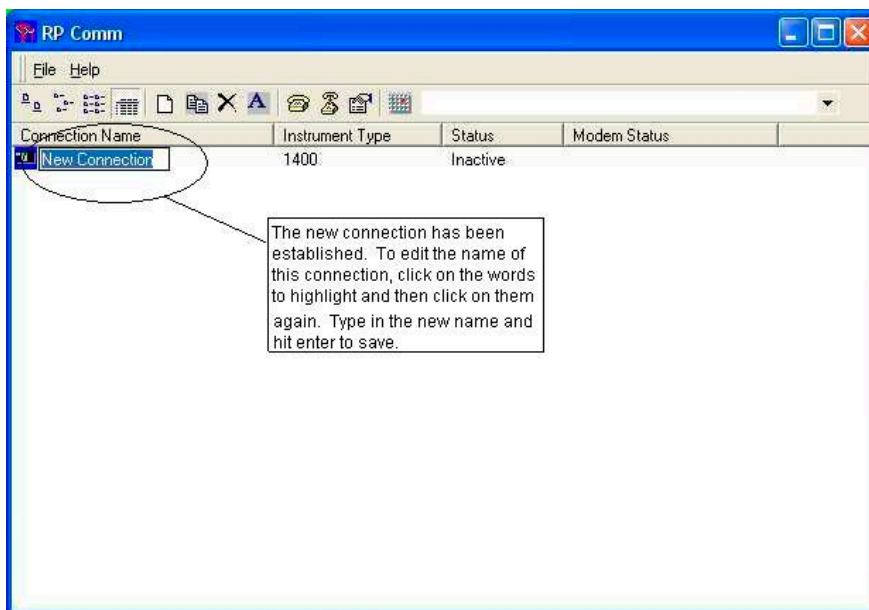 RP Comm
File Help
A
Connection Name Instrument Type Status Modem Status
New Connection 1400 Inactive
The new connection has been
established. To edit the name of
this connection, click on the words
to highlight and then click on them
again. Type in the new name and
hit enter to save.